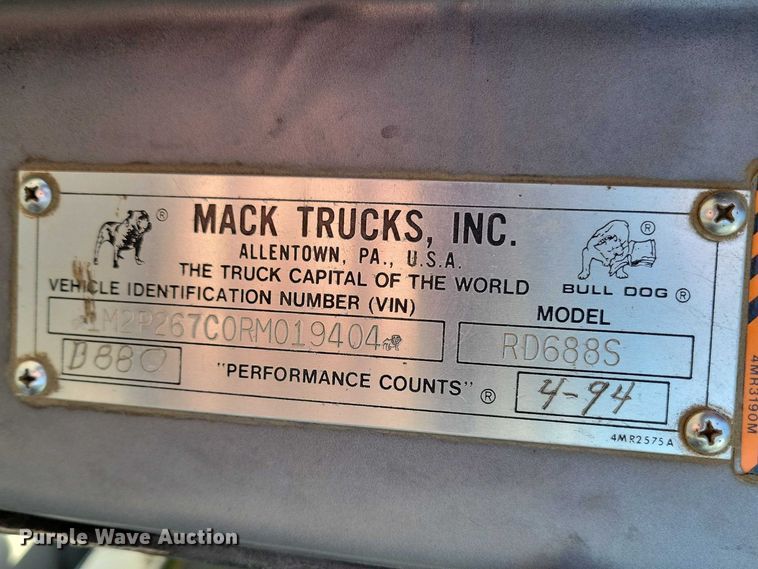 MACK TRUCKS, INC.
ALLENTOWN, PA., U.S.A.
THE TRUCK CAPITAL OF THE WORLD
BULL DOG ®
VEHICLE IDENTIFICATION NUMBER (VIN)
MODEL
1M2P267C0RM019404
RD688S
D880
"PERFORMANCE COUNTS" ®
4-94
4MR2575A
4MR3190M
Purple Wave Auction